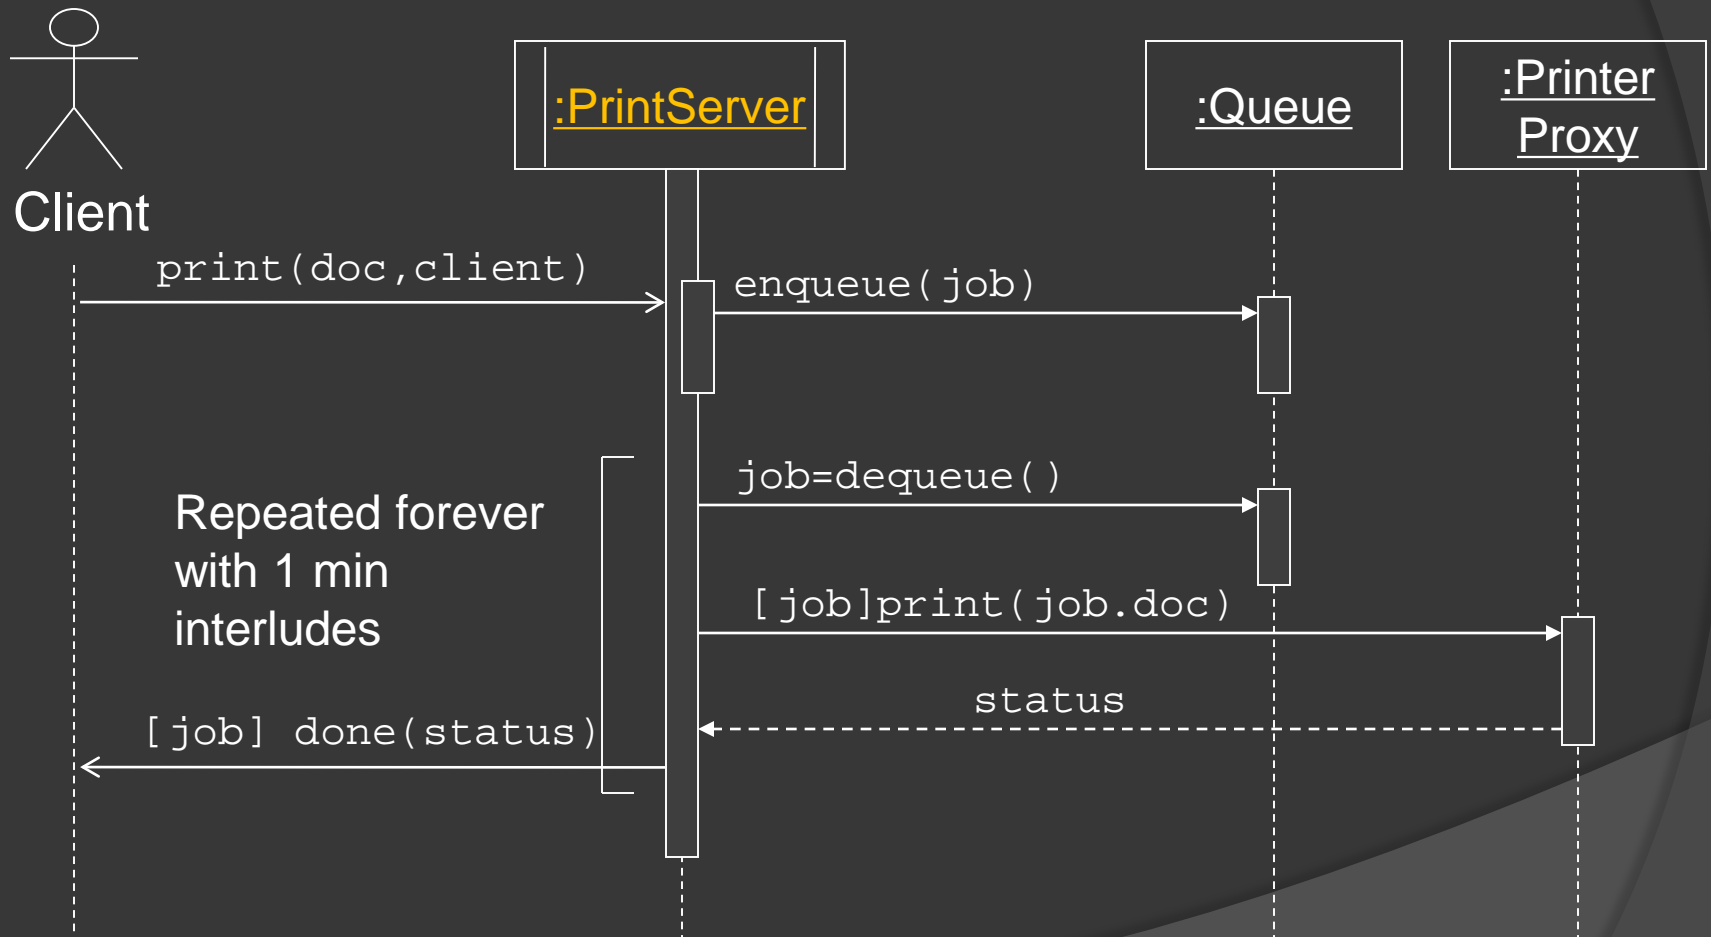 :PrintServer
:Queue
:Printer
Proxy
Client
print(doc,client)
enqueue(job)
job=dequeue()
Repeated forever
with 1 min
interludes
[job]print(job.doc)
status
[job] done(status)